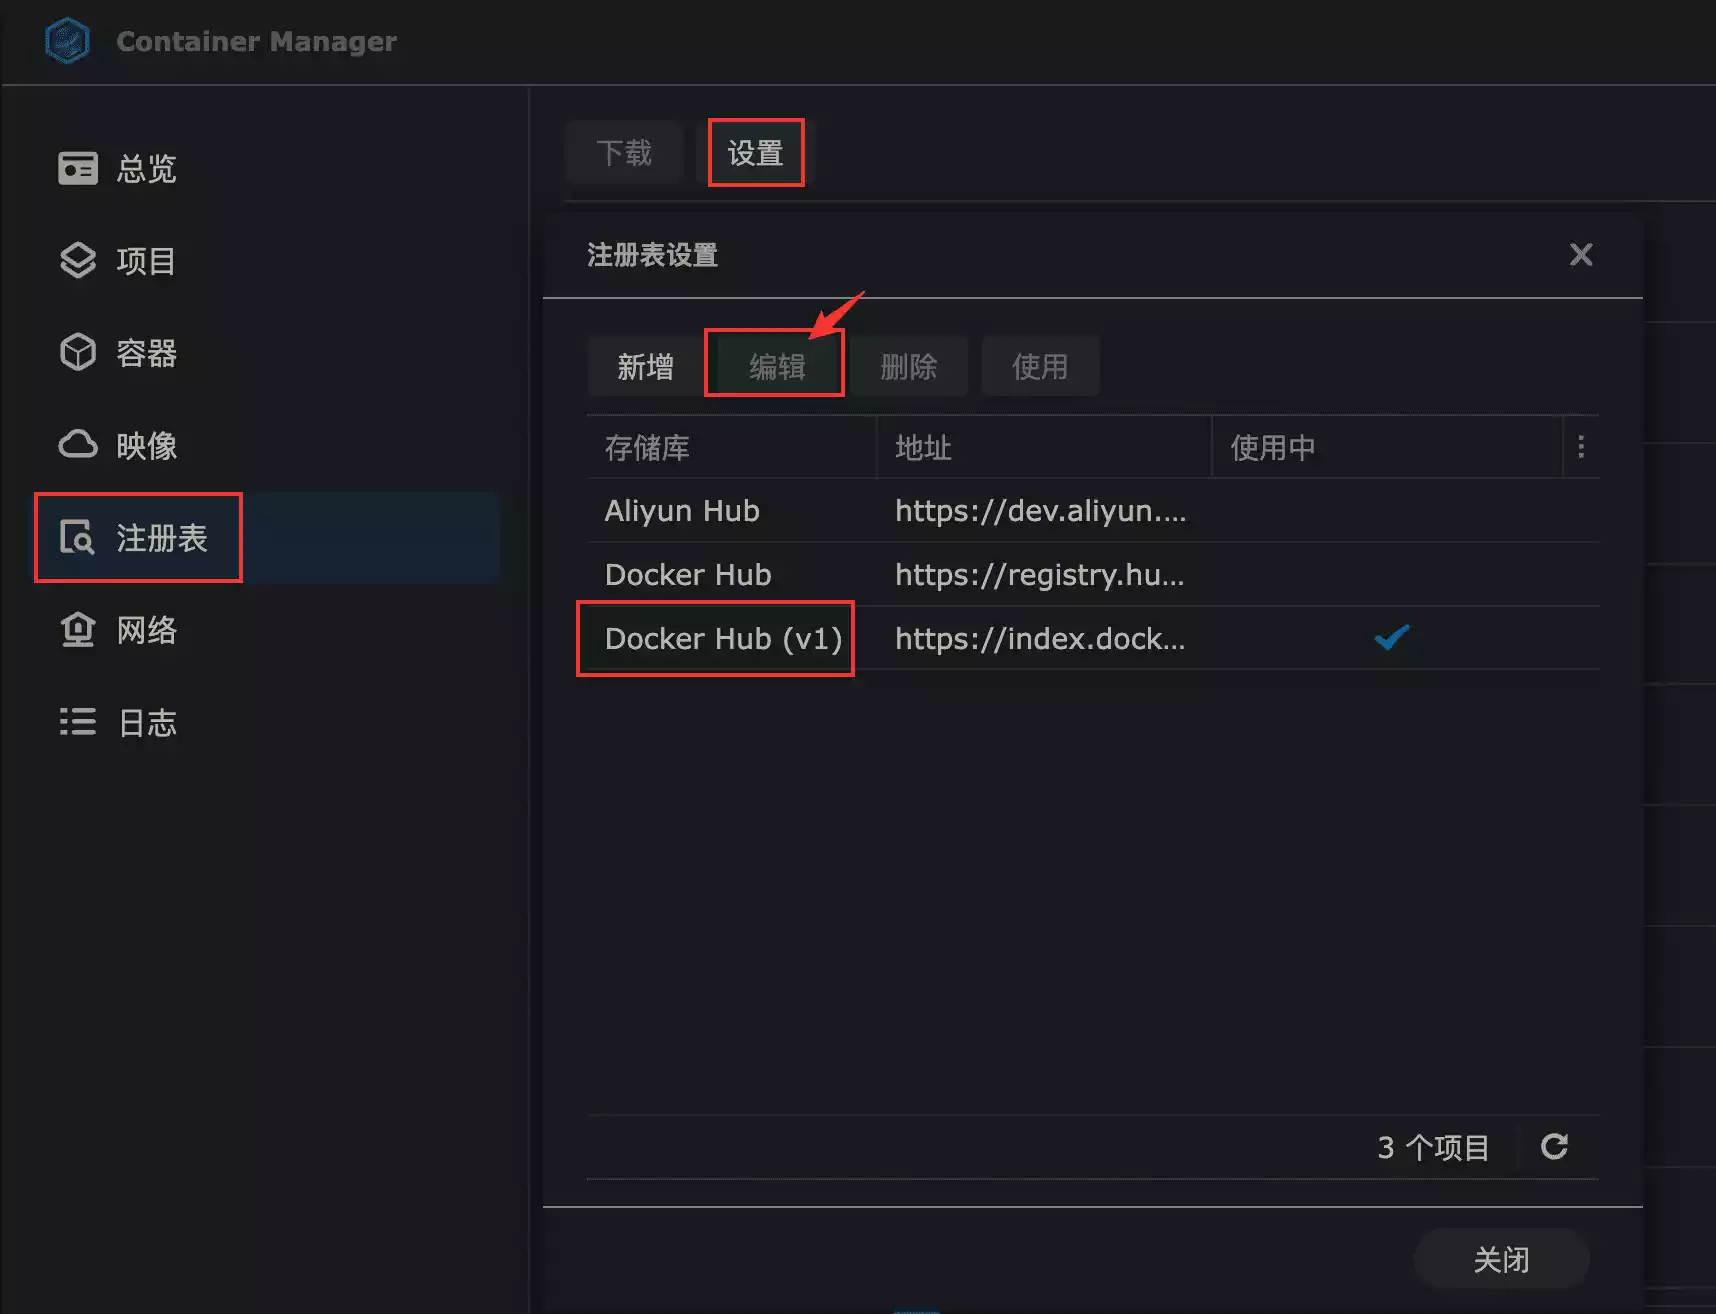 Container Manager
总览
项目
容器
映像
注册表
网络
日志
下载
设置
注册表设置
新增
编辑
删除
使用
存储库
地址
使用中
Aliyun Hub
https://dev.aliyun....
Docker Hub
https://registry.hu...
Docker Hub (v1)
https://index.dock...
3 个项目
关闭